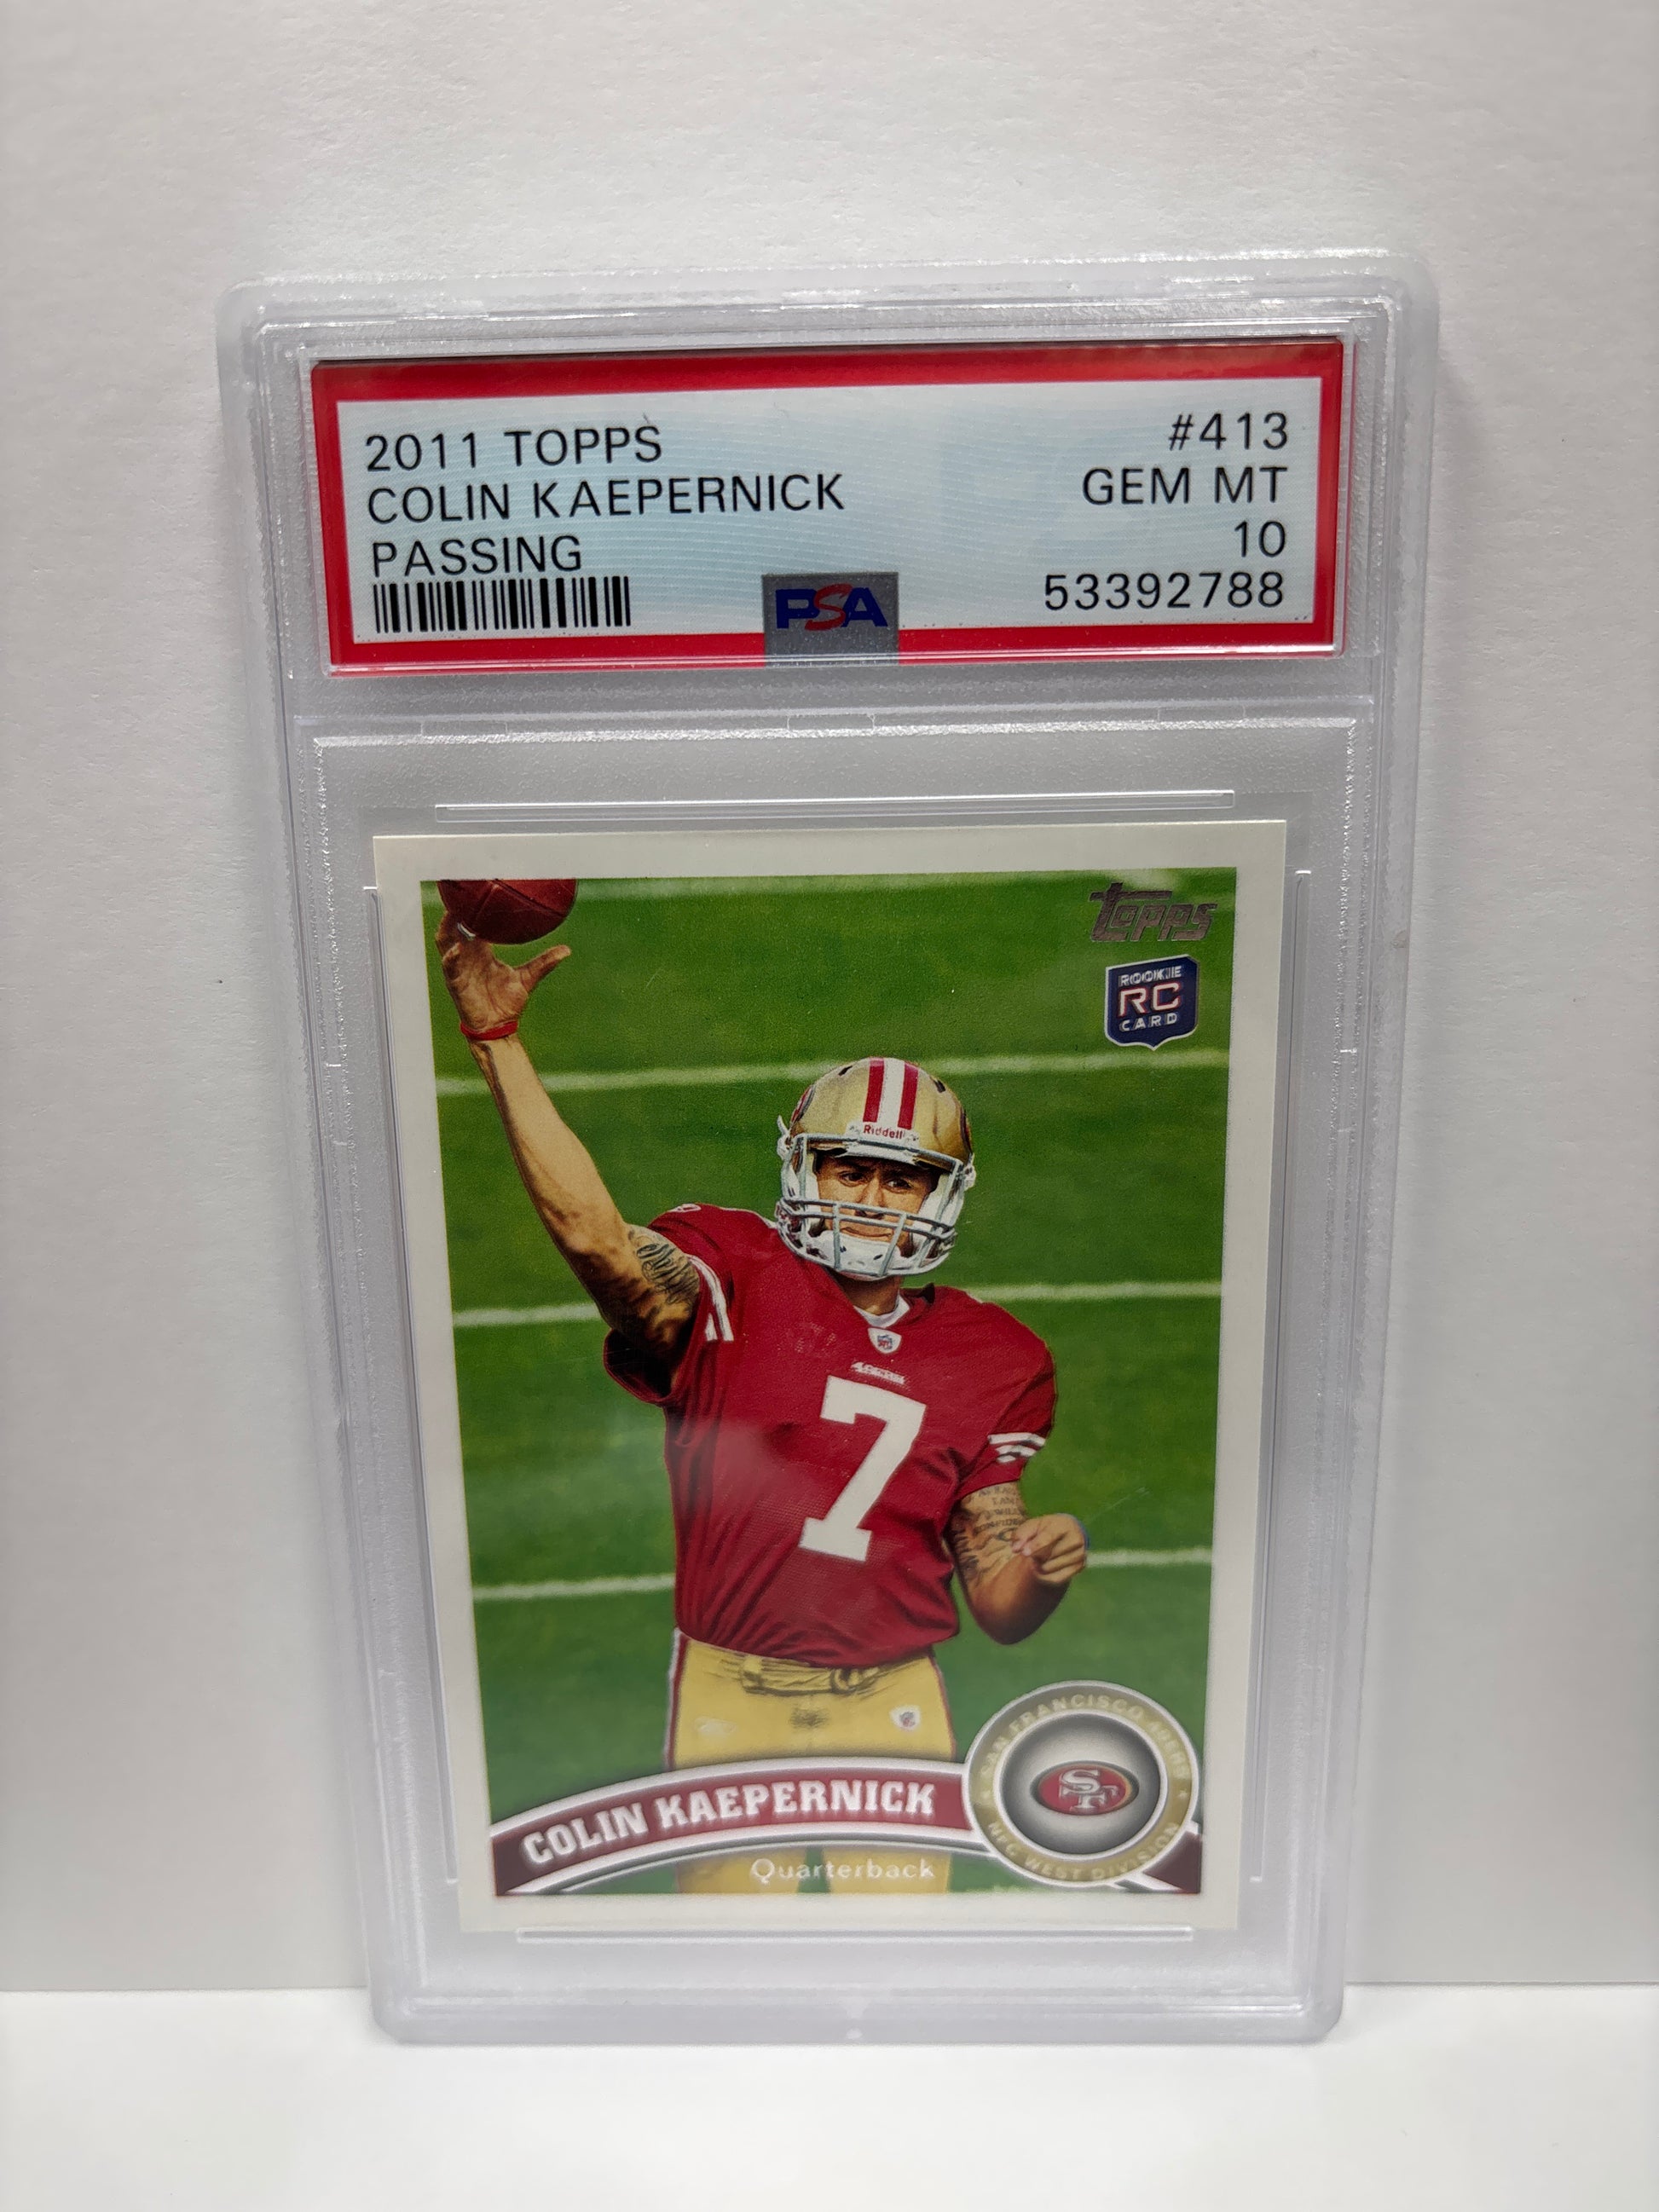 2011 TOPPS #413
COLIN KAEPERNICK GEM MT
PASSING 10
PSA 53392788
Topps
ROOKIE
RC
CARD
Riddell
49ERS
7
SAN FRANCISCO 49ERS
SF
NFC WEST DIVISION
COLIN KAEPERNICK
Quarterback